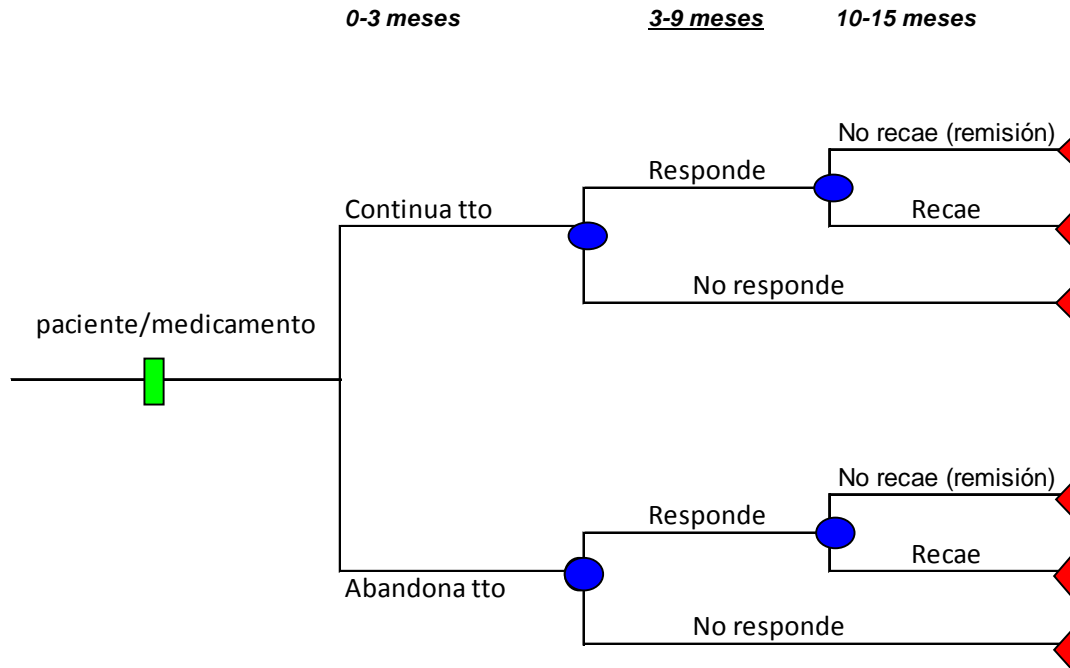 0-3 meses 3-9 meses 10-15 meses
No recae (remisión)
Responde
Continua tto
Recae
No responde
paciente/medicamento
No recae (remisión)
Responde
Recae
Abandona tto
No responde